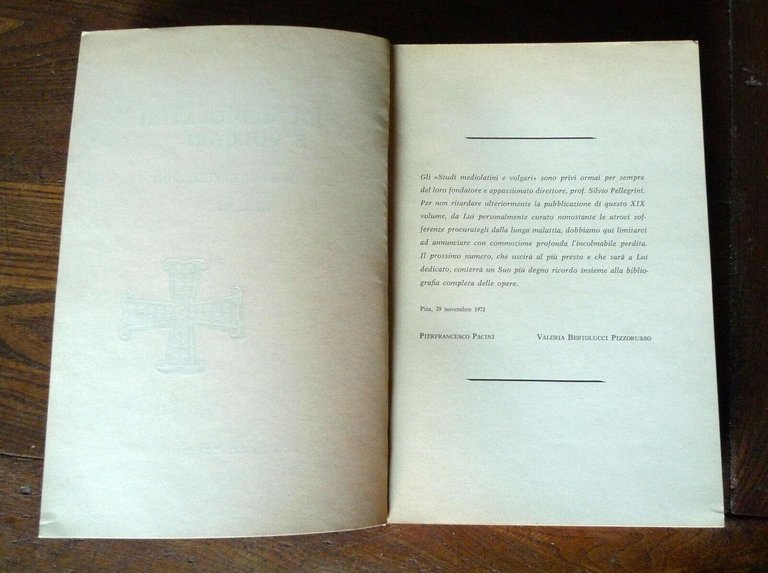 Gli «Studi mediolatini e volgari» sono privi ormai per sempre
del loro fondatore e appassionato direttore, prof. Silvio Pellegrini.
Per non ritardare ulteriormente la pubblicazione di questo XIX
volume, da Lui personalmente curato nonostante le atroci sof-
ferenze procurategli dalla lunga malattia, dobbiamo qui limitarci
ad annunciare con commozione profonda l'incolmabile perdita.
Il prossimo numero, che uscirà al più presto e che sarà a Lui
dedicato, conterrà un Suo più degno ricordo insieme alla biblio-
grafia completa delle opere.
Pisa, 29 novembre 1972
PIERFRANCESCO PACINI VALERIA BERTOLUCCI PIZZORUSSO